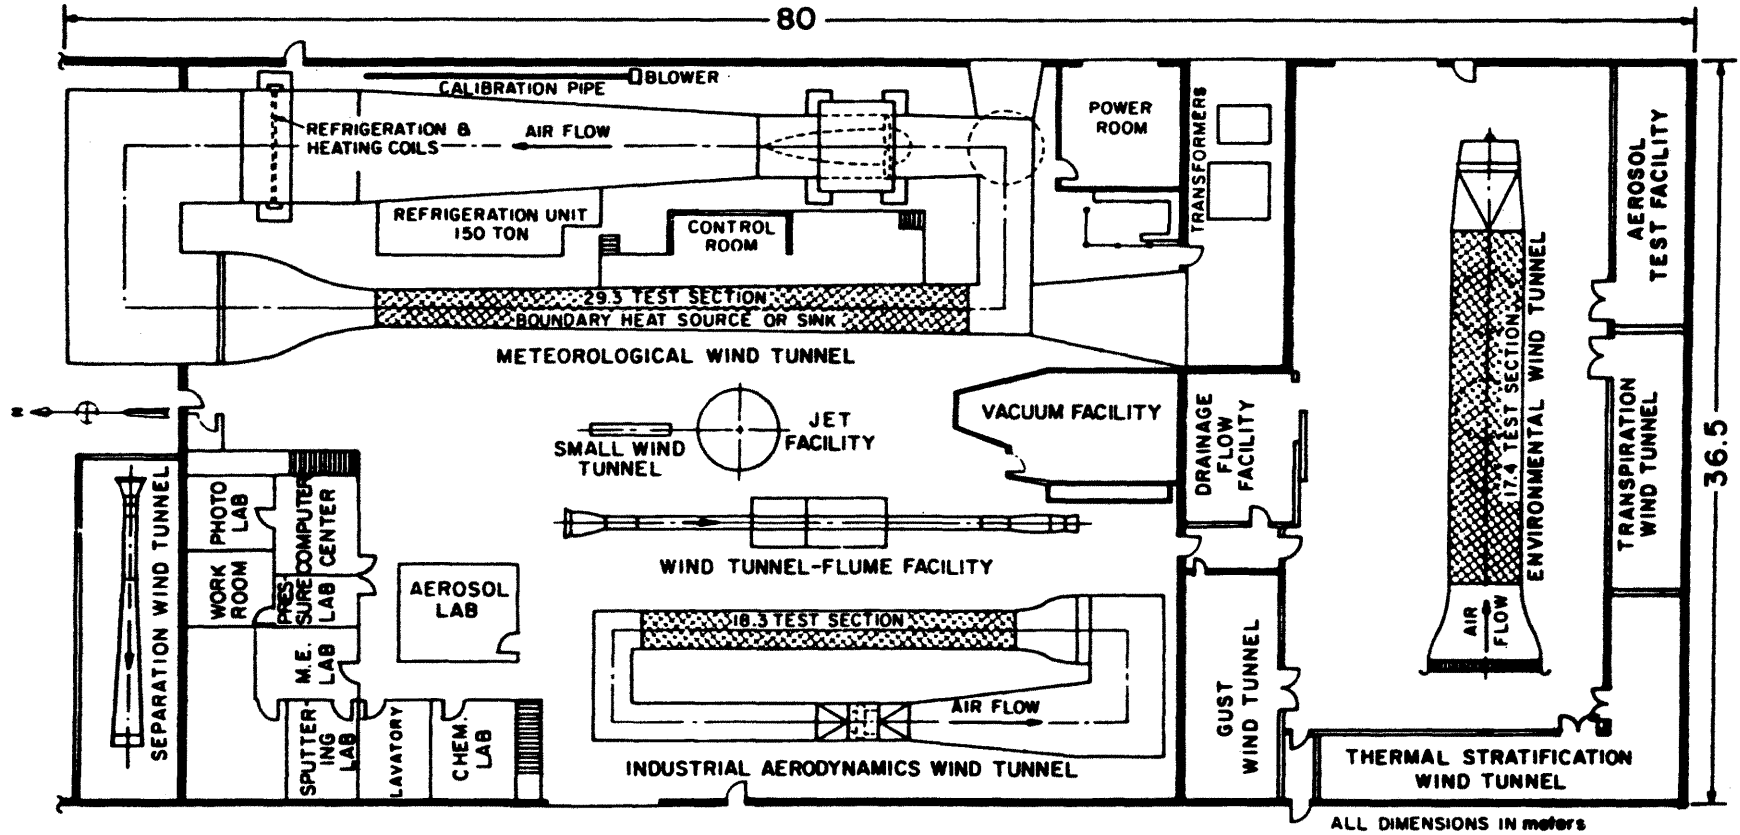 80
BLOWER
CALIBRATION PIPE
REFRIGERATION &
HEATING COILS
AIR FLOW
POWER
ROOM
TRANSFORMERS
AEROSOL
TEST FACILITY
REFRIGERATION UNIT
150 TON
CONTROL
ROOM
29.3 TEST SECTION
BOUNDARY HEAT SOURCE OR SINK
METEOROLOGICAL WIND TUNNEL
N
JET
FACILITY
SMALL WIND
TUNNEL
VACUUM FACILITY
DRAINAGE
FLOW
FACILITY
17.4 TEST SECTION
ENVIRONMENTAL WIND TUNNEL
TRANSPIRATION
WIND TUNNEL
36.5
SEPARATION WIND TUNNEL
PHOTO
LAB
COMPUTER
CENTER
WORK
ROOM
PRES-
SURE
LAB
AEROSOL
LAB
WIND TUNNEL-FLUME FACILITY
18.3 TEST SECTION
AIR
FLOW
M.E.
LAB
GUST
WIND TUNNEL
SPUTTER-
ING
LAB
LAVATORY
CHEM.
LAB
AIR FLOW
INDUSTRIAL AERODYNAMICS WIND TUNNEL
THERMAL STRATIFICATION
WIND TUNNEL
ALL DIMENSIONS IN meters